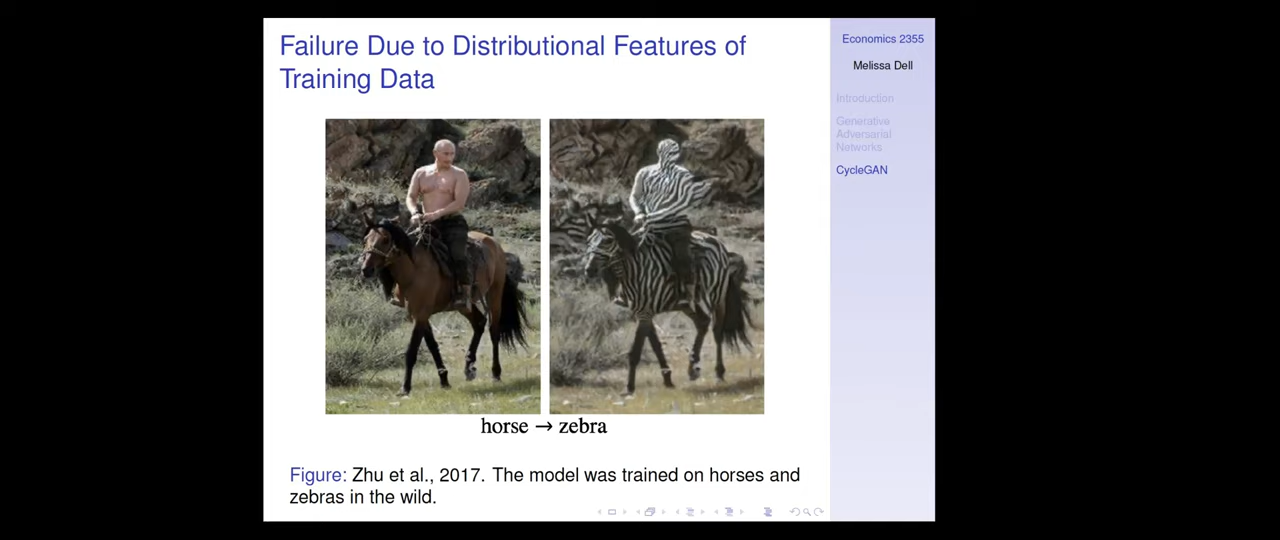 Failure Due to Distributional Features of
Training Data
horse → zebra
Figure: Zhu et al., 2017. The model was trained on horses and
zebras in the wild.
Economics 2355
Melissa Dell
Introduction
Generative
Adversarial
Networks
CycleGAN